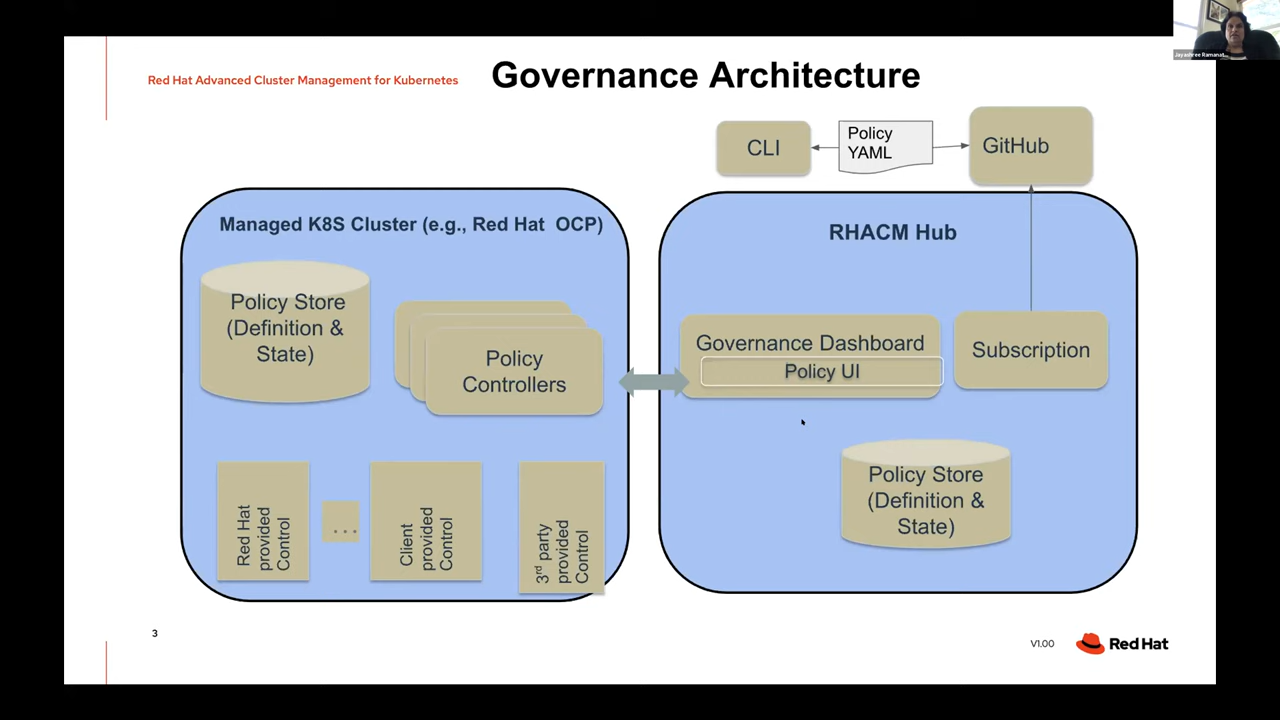 Red Hat Advanced Cluster Management for Kubernetes
Governance Architecture
CLI
Policy
YAML
GitHub
Managed K8S Cluster (e.g., Red Hat OCP)
Policy Store
(Definition &
State)
Policy
Controllers
Red Hat
provided
Control
...
Client
provided
Control
3rd party
provided
Control
RHACM Hub
Governance Dashboard
Policy UI
Subscription
Policy Store
(Definition &
State)
3
V1.00
Red Hat
Jayashree Ramanat...